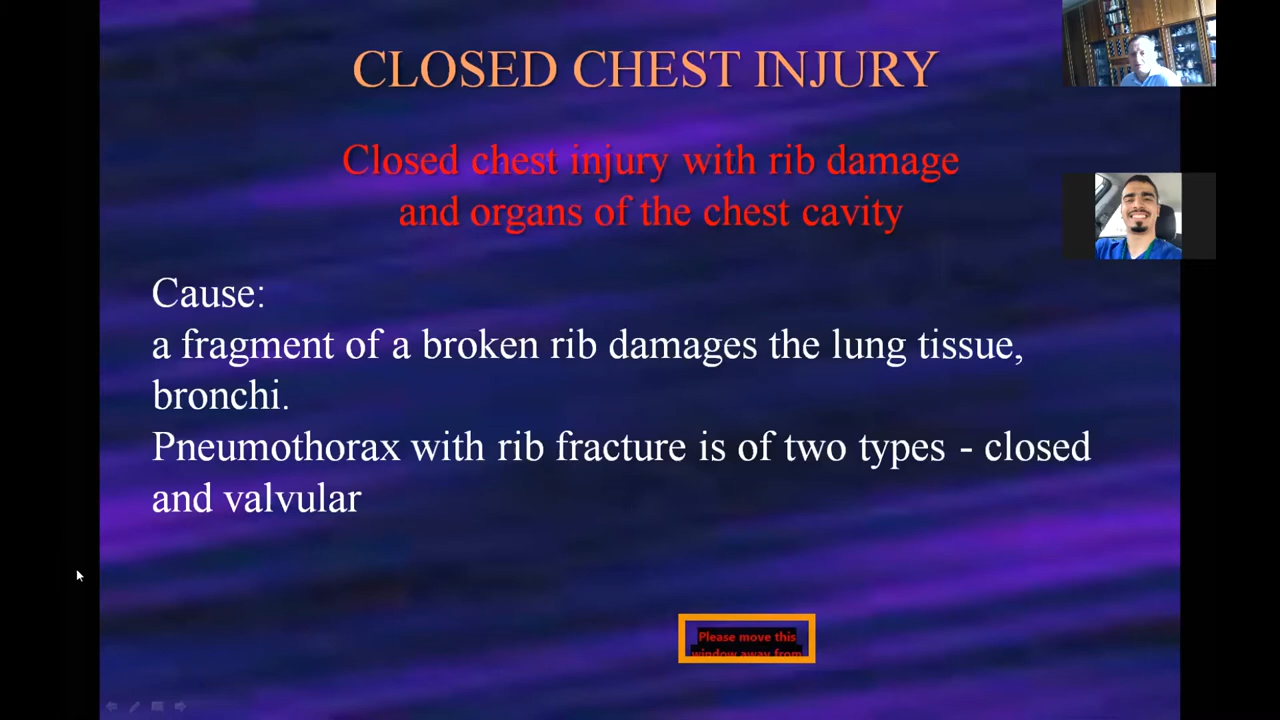 CLOSED CHEST INJURY
Closed chest injury with rib damage
and organs of the chest cavity
Cause:
a fragment of a broken rib damages the lung tissue,
bronchi.
Pneumothorax with rib fracture is of two types - closed
and valvular
Please move this
window away from